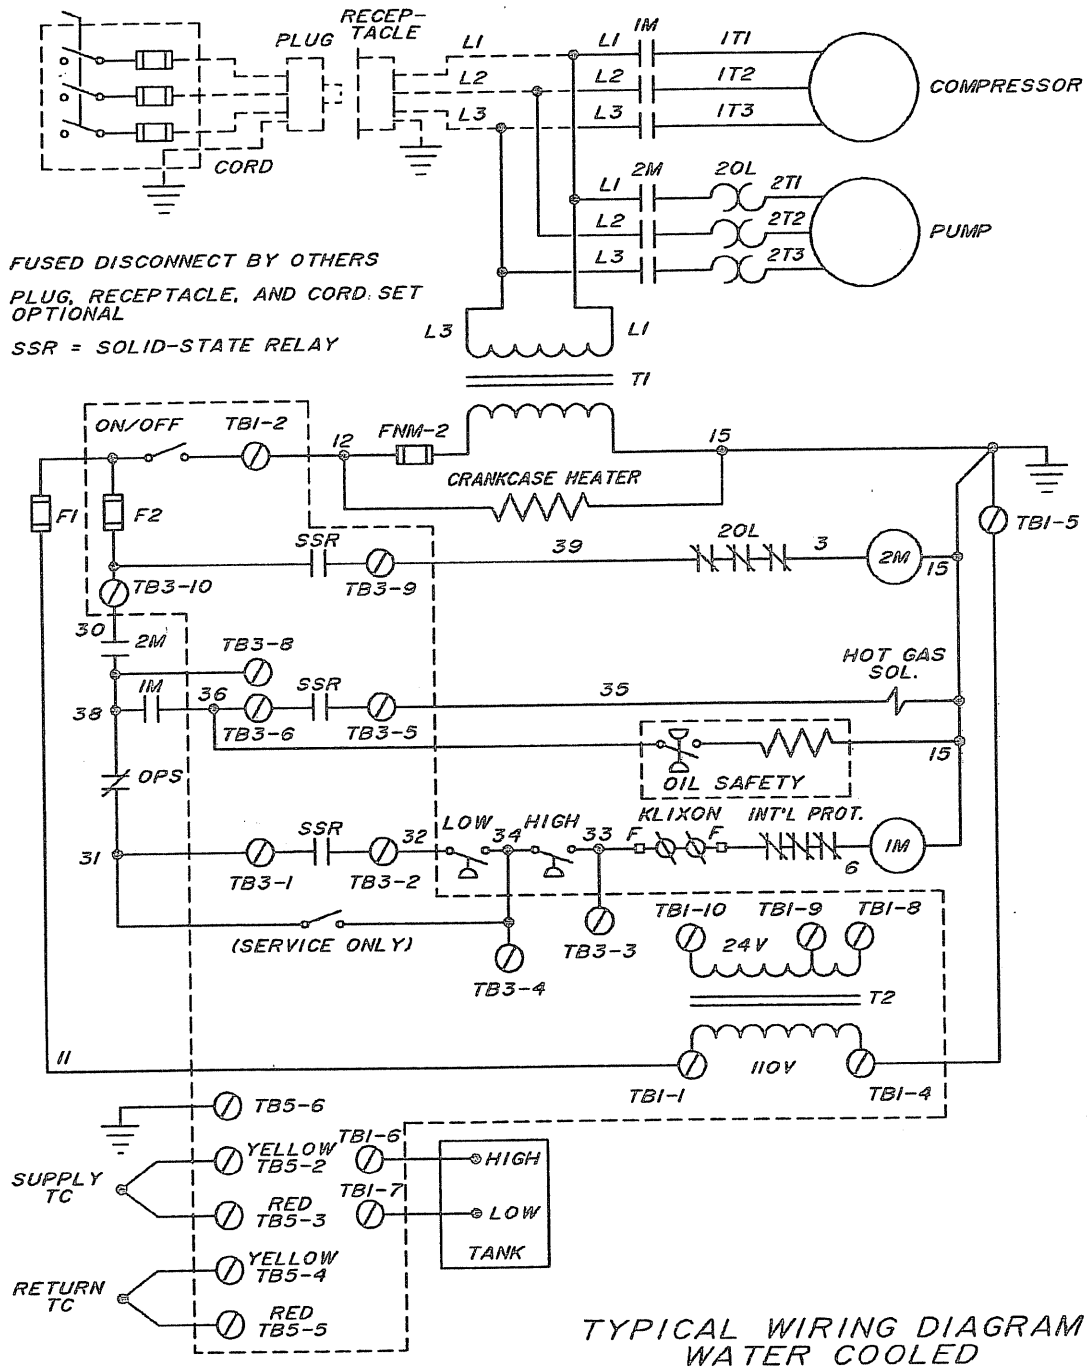 RECEP-
TACLE
PLUG
L1
L2
L3
L1
L2
L3
1M
1T1
1T2
1T3
COMPRESSOR
CORD
2M
L1
L2
L3
2OL
2T1
2T2
2T3
PUMP
FUSED DISCONNECT BY OTHERS
PLUG, RECEPTACLE, AND CORD SET
OPTIONAL
SSR = SOLID-STATE RELAY
L3
L1
T1
ON/OFF
TB1-2
12
FNM-2
15
CRANKCASE HEATER
F1
F2
TB1-5
SSR
39
2OL
3
2M
15
TB3-10
TB3-9
30
2M
TB3-8
HOT GAS
SOL.
1M
36
SSR
35
38
TB3-6
TB3-5
15
OPS
OIL SAFETY
31
SSR
32
LOW
34
HIGH
33
KLIXON
F
F
INT'L PROT.
6
1M
TB3-1
TB3-2
(SERVICE ONLY)
TB3-4
TB3-3
TB1-10
TB1-9
TB1-8
24V
T2
11
110V
TB1-1
TB1-4
TB5-6
SUPPLY
TC
YELLOW
TB5-2
RED
TB5-3
TB1-6
HIGH
TB1-7
LOW
TANK
RETURN
TC
YELLOW
TB5-4
RED
TB5-5
TYPICAL WIRING DIAGRAM
WATER COOLED